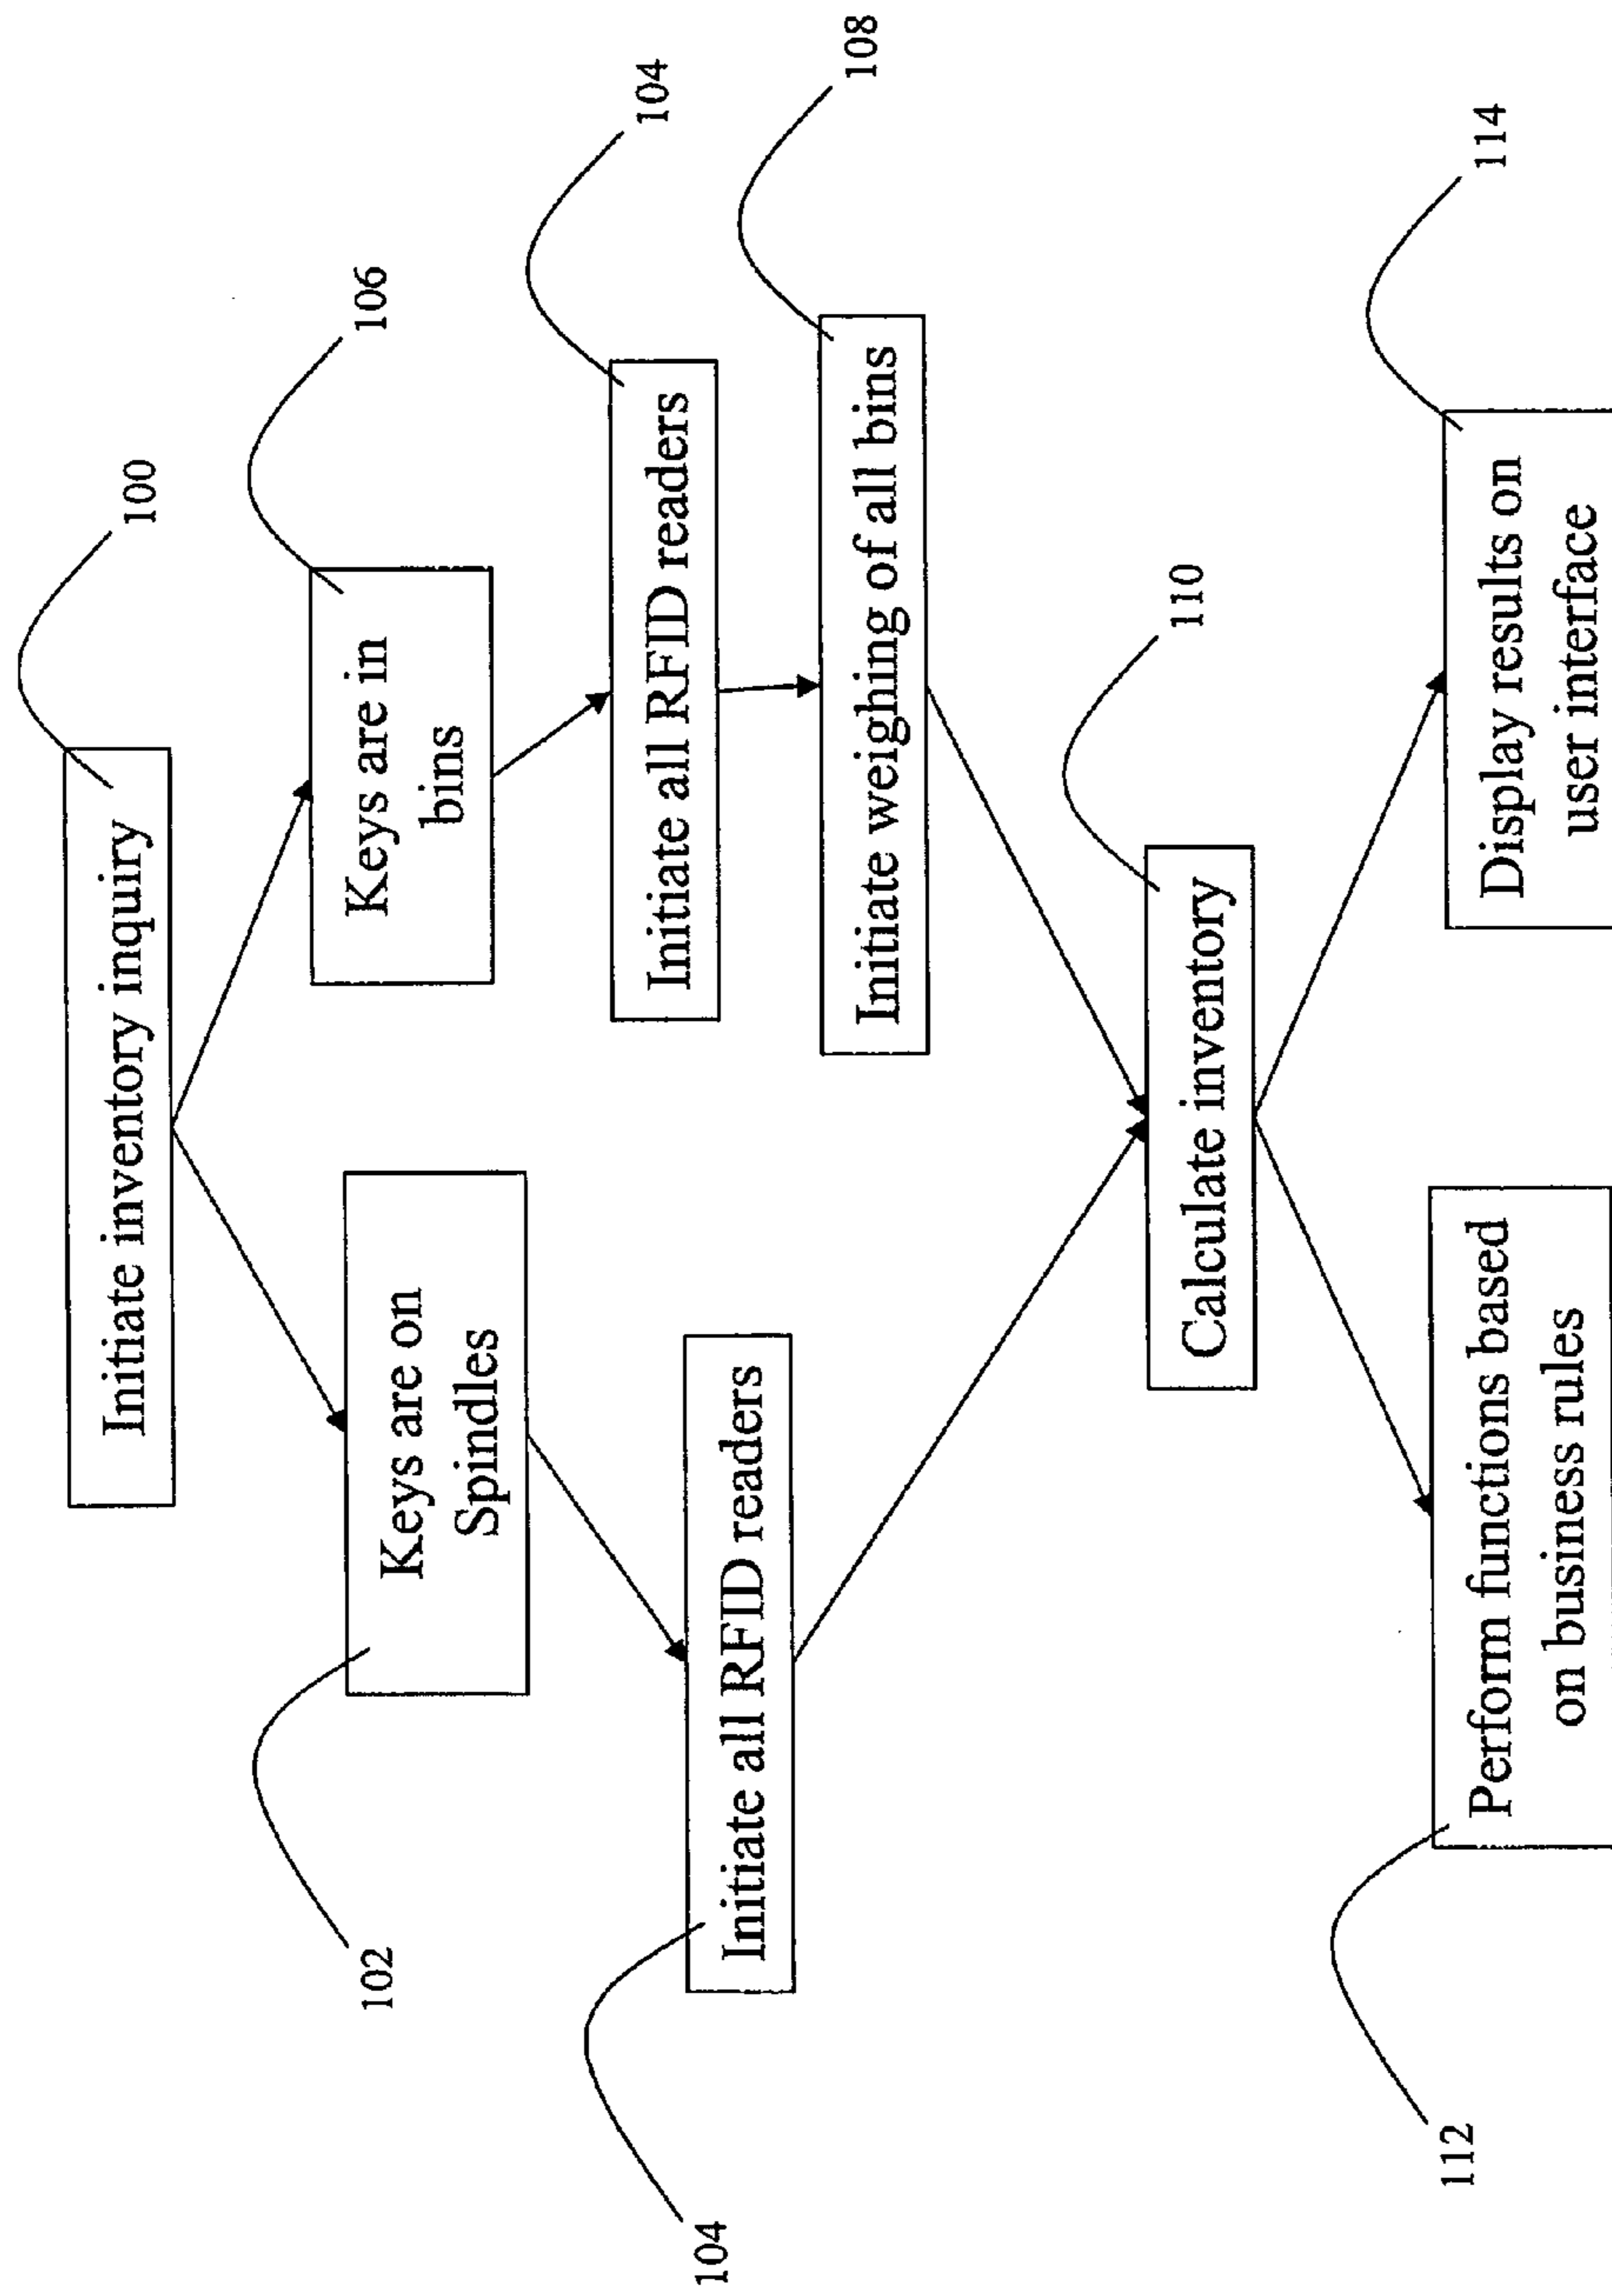 100
Initiate inventory inquiry
102
Keys are on
Spindles
106
Keys are in
bins
104
Initiate all RFID readers
104
Initiate all RFID readers
108
Initiate weighing of all bins
110
Calculate inventory
112
Perform functions based
on business rules
114
Display results on
user interface